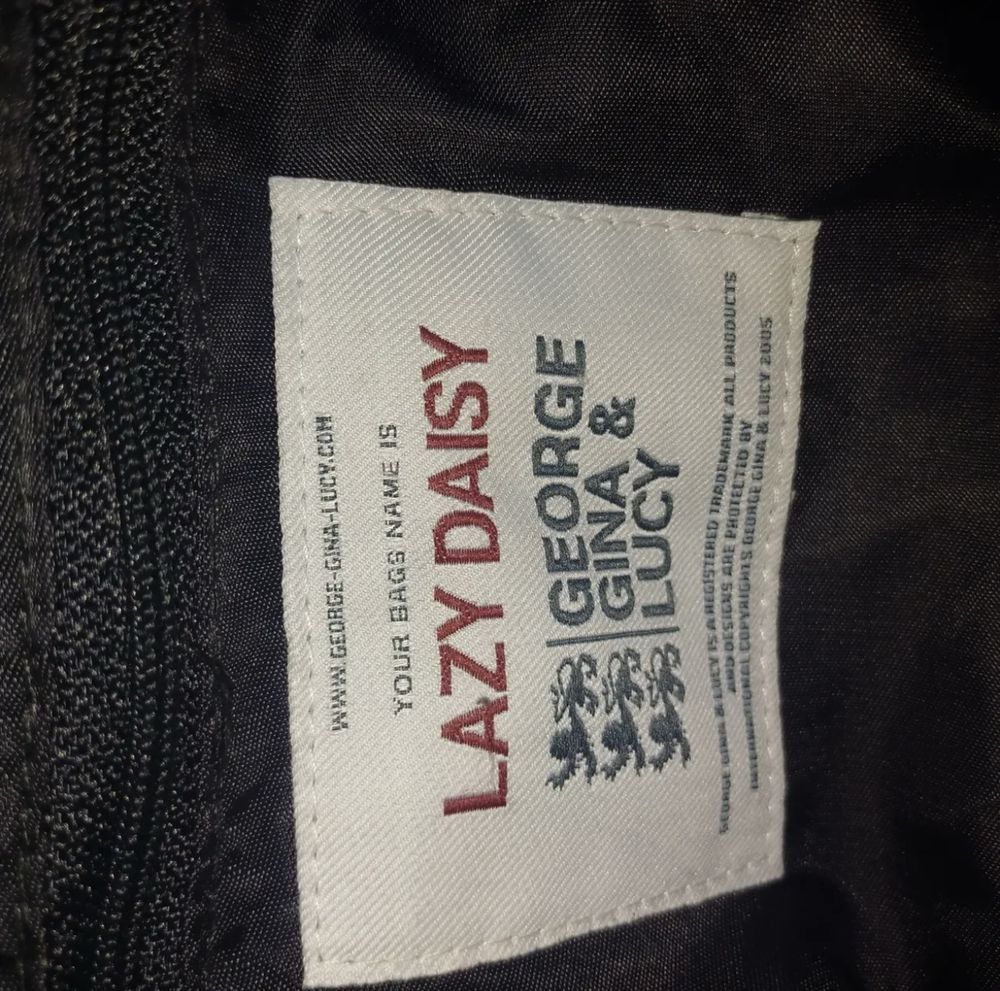 WWW.GEORGE-GINA-LUCY.COM
YOUR BAGS NAME IS
LAZY DAISY
GEORGE
GINA &
LUCY
GEORGE GINA & LUCY IS A REGISTERED TRADEMARK ALL PRODUCTS
AND DESIGNS ARE PROTECTED BY
INTERNATIONAL COPYRIGHTS GEORGE GINA & LUCY 2005